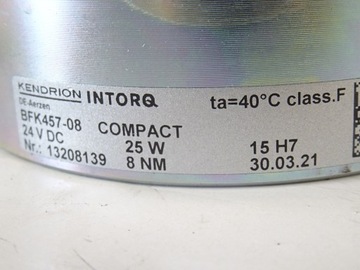 KENDRION INTORQ ta=40°C class.F
DE-Aerzen
BFK457-08 COMPACT
24 V DC 25 W 15 H7
Nr.: 13208139 8 NM 30.03.21